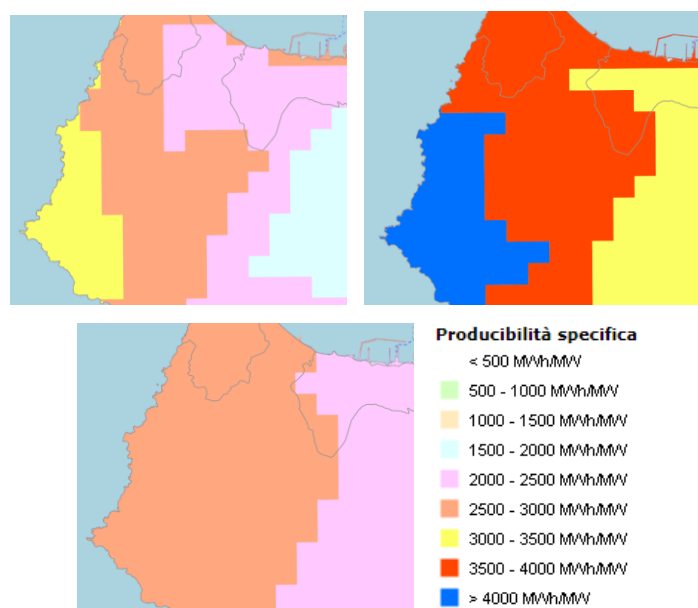 Producibilità specifica
< 500 MWh/MW
500 - 1000 MWh/MW
1000 - 1500 MWh/MW
1500 - 2000 MWh/MW
2000 - 2500 MWh/MW
2500 - 3000 MWh/MW
3000 - 3500 MWh/MW
3500 - 4000 MWh/MW
> 4000 MWh/MW